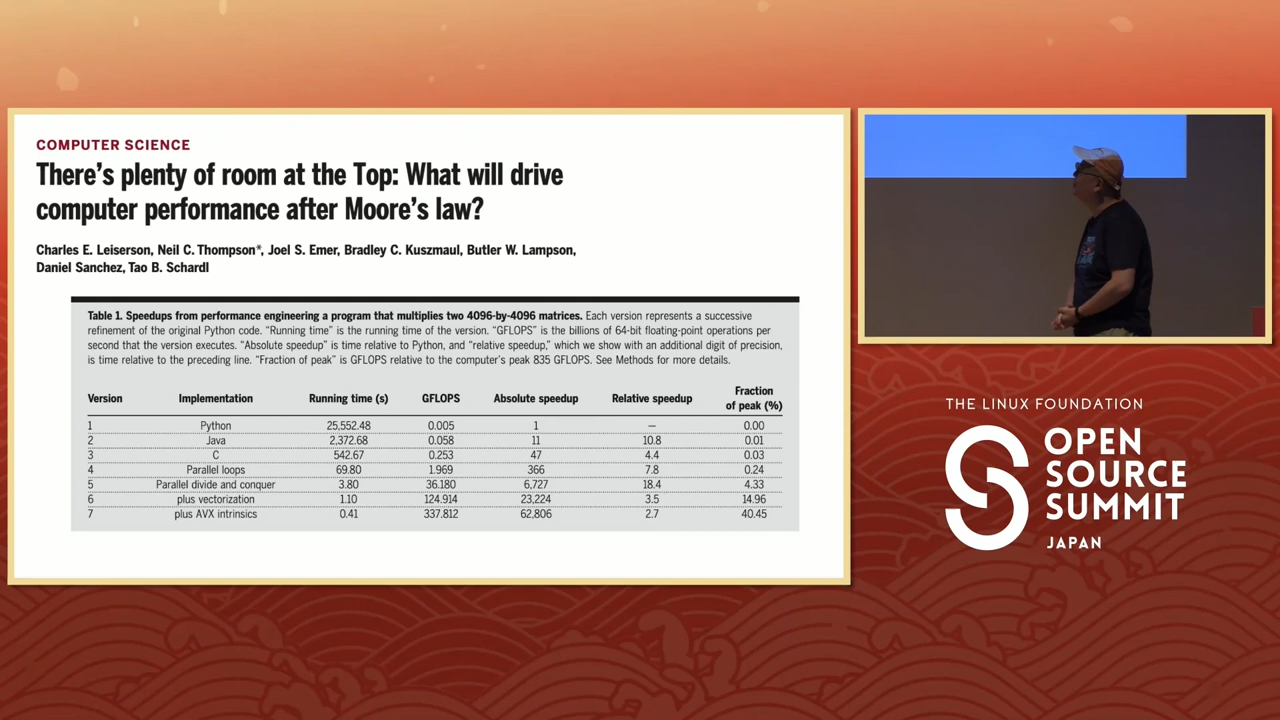 COMPUTER SCIENCE
There's plenty of room at the Top: What will drive
computer performance after Moore's law?
Charles E. Leiserson, Neil C. Thompson*, Joel S. Emer, Bradley C. Kuszmaul, Butler W. Lampson,
Daniel Sanchez, Tao B. Schardl
Table 1. Speedups from performance engineering a program that multiplies two 4096-by-4096 matrices. Each version represents a successive
refinement of the original Python code. “Running time” is the running time of the version. “GFLOPS” is the billions of 64-bit floating-point operations per
second that the version executes. “Absolute speedup” is time relative to Python, and “relative speedup,” which we show with an additional digit of precision,
is time relative to the preceding line. “Fraction of peak” is GFLOPS relative to the computer’s peak 835 GFLOPS. See Methods for more details.
Version Implementation Running time (s) GFLOPS Absolute speedup Relative speedup Fraction of peak (%)
1 Python 25,552.48 0.005 1 — 0.00
2 Java 2,372.68 0.058 11 10.8 0.01
3 C 542.67 0.253 47 4.4 0.03
4 Parallel loops 69.80 1.969 366 7.8 0.24
5 Parallel divide and conquer 3.80 36.180 6,727 18.4 4.33
6 plus vectorization 1.10 124.914 23,224 3.5 14.96
7 plus AVX intrinsics 0.41 337.812 62,806 2.7 40.45
THE LINUX FOUNDATION
OPEN
SOURCE
SUMMIT
JAPAN